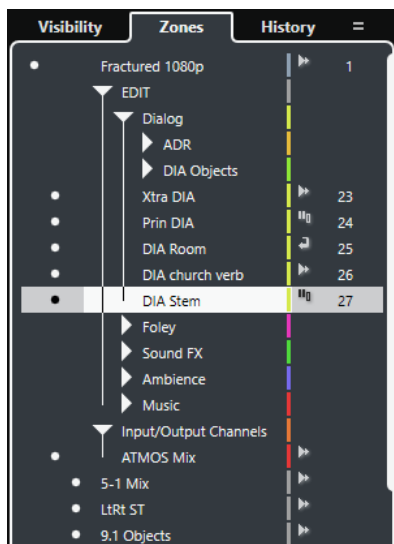 Visibility Zones History
Fractured 1080p 1
EDIT
Dialog
ADR
DIA Objects
Xtra DIA 23
Prin DIA 24
DIA Room 25
DIA church verb 26
DIA Stem 27
Foley
Sound FX
Ambience
Music
Input/Output Channels
ATMOS Mix
5-1 Mix
LtRt ST
9.1 Objects